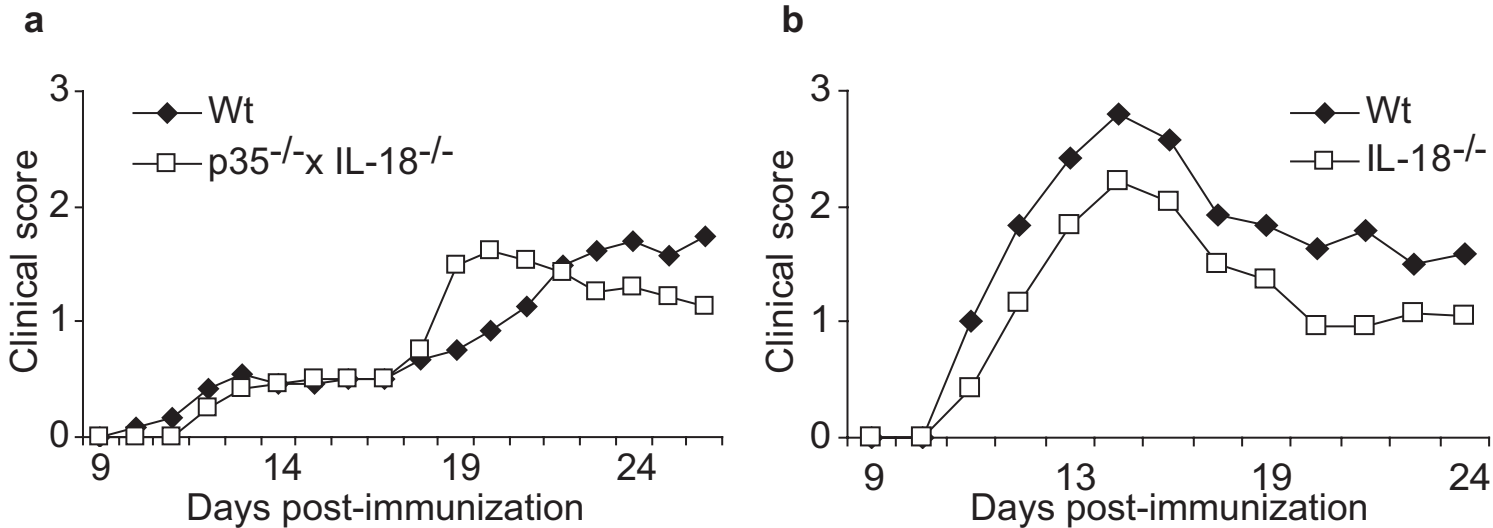 a
3
2
1
0
Clinical score
Wt
p35-/-x IL-18-/-
9 14 19 24
Days post-immunization
b
3
2
1
0
Clinical score
Wt
IL-18-/-
9 13 19 24
Days post-immunization